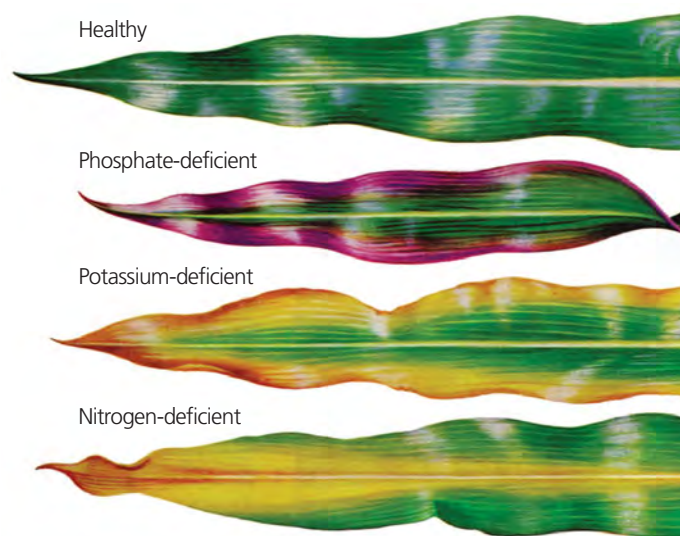 Healthy
Phosphate-deficient
Potassium-deficient
Nitrogen-deficient